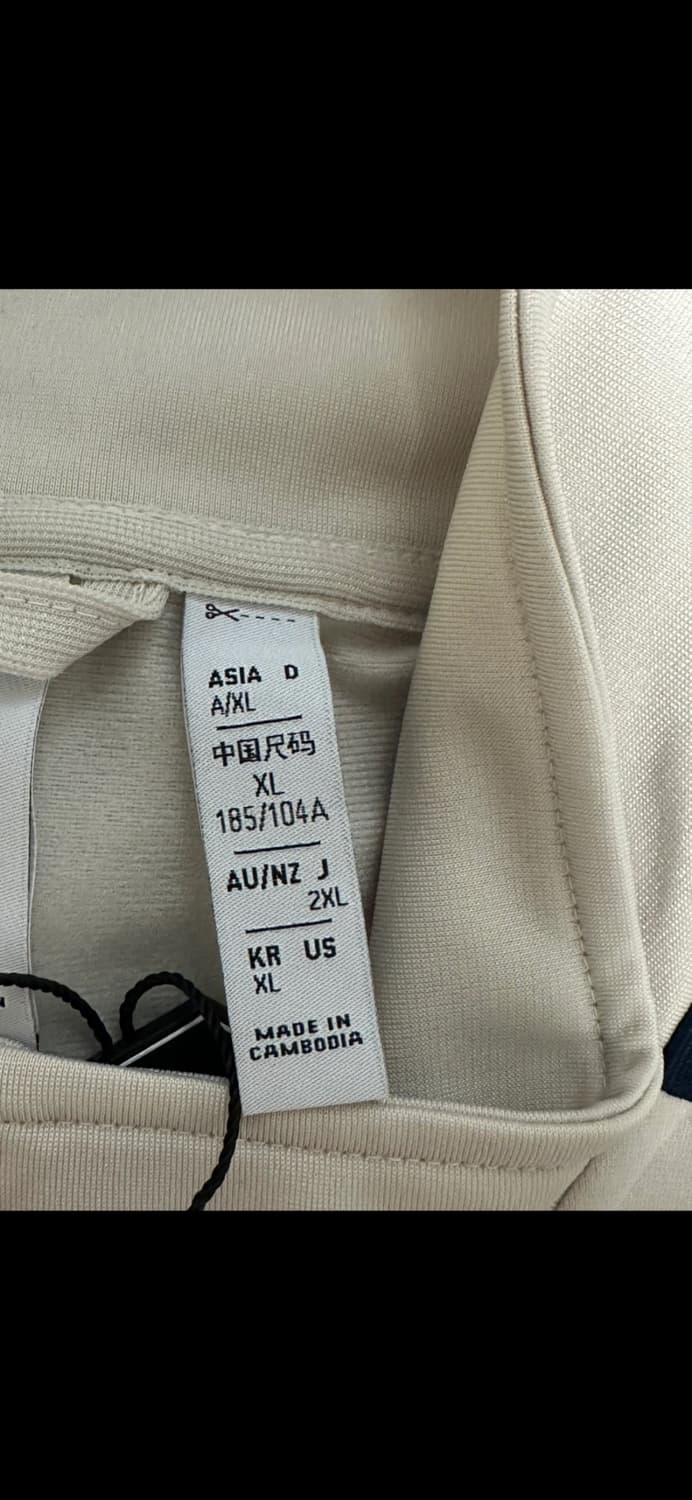 ASIA D
A/XL
中国尺码
XL
185/104A
AU/NZ J
2XL
KR US
XL
MADE IN
CAMBODIA